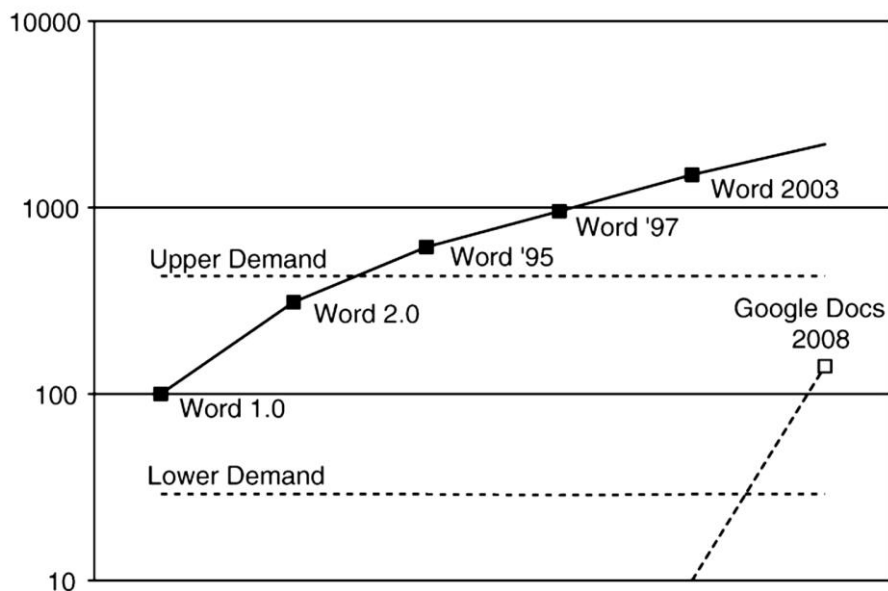 10000
Word 2003
1000
Word '97
Upper Demand
Word '95
Word 2.0
Google Docs
2008
100
Word 1.0
Lower Demand
10